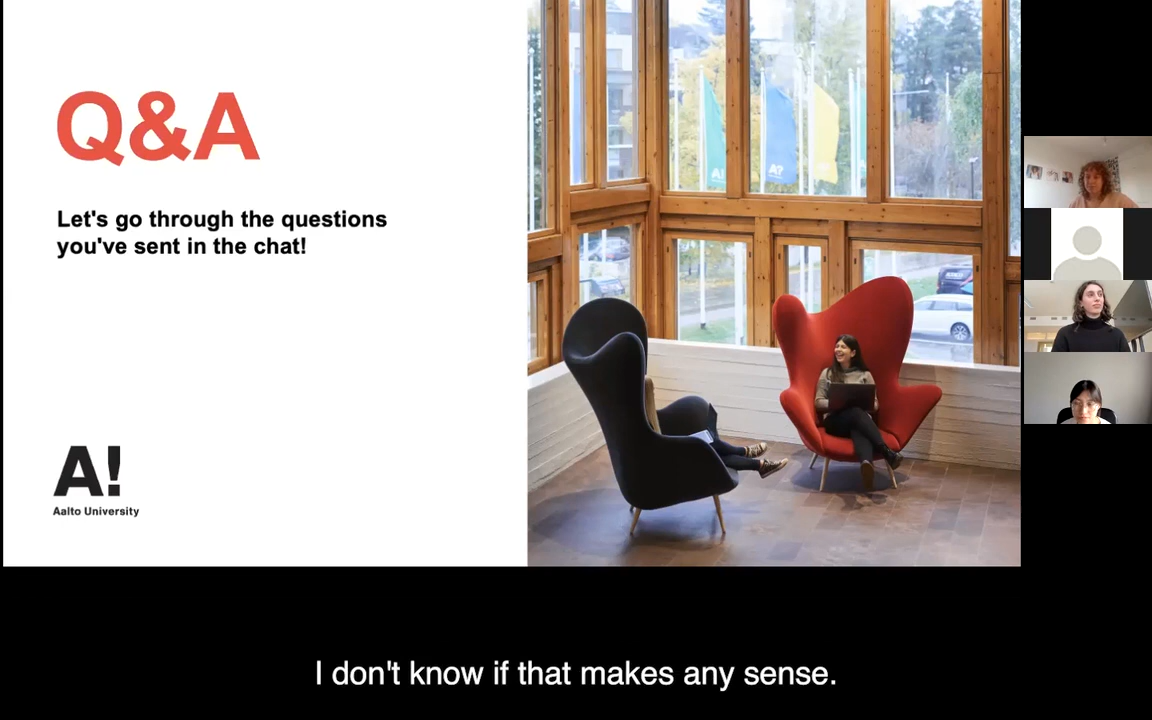 Q&A
Let's go through the questions
you've sent in the chat!
A!
Aalto University
A!
A?
I don't know if that makes any sense.